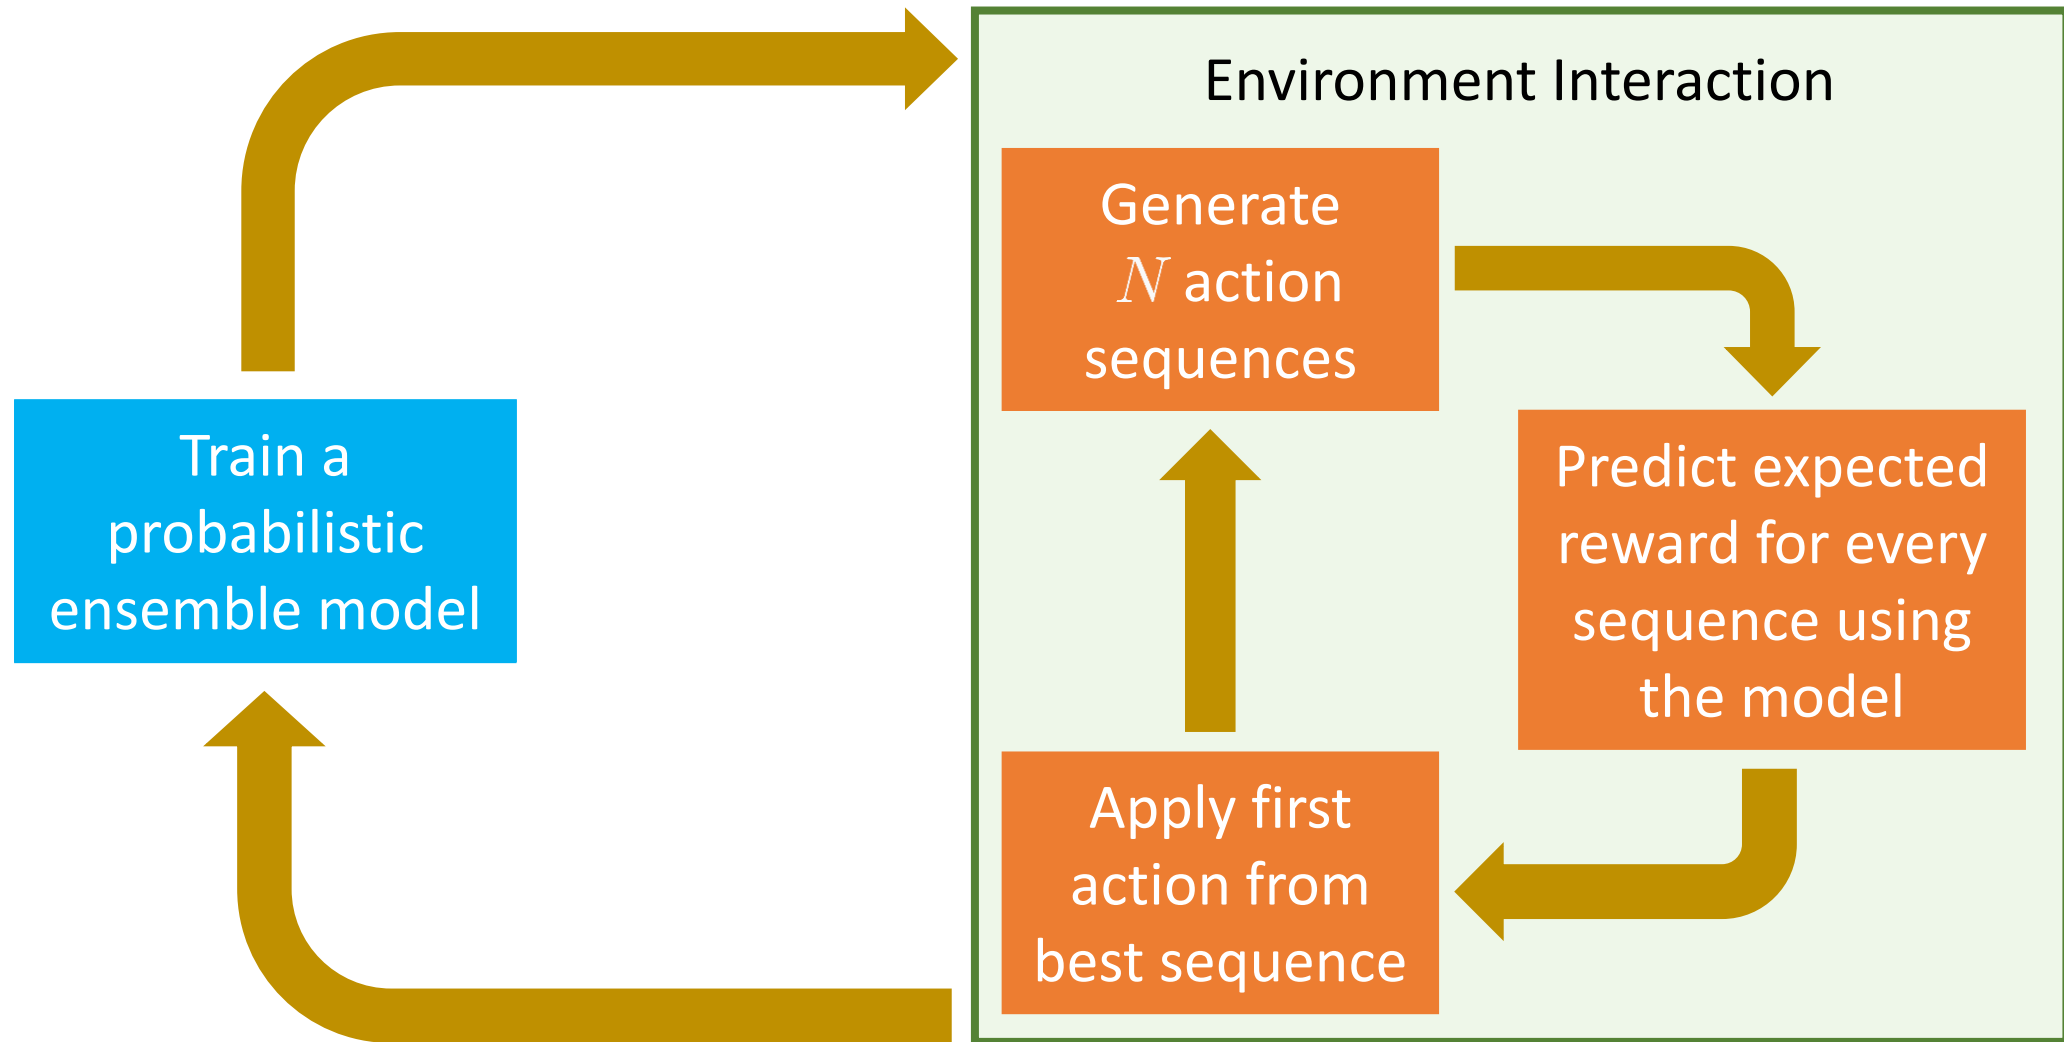 Environment Interaction
Generate
N action
sequences
Train a
probabilistic
ensemble model
Predict expected
reward for every
sequence using
the model
Apply first
action from
best sequence